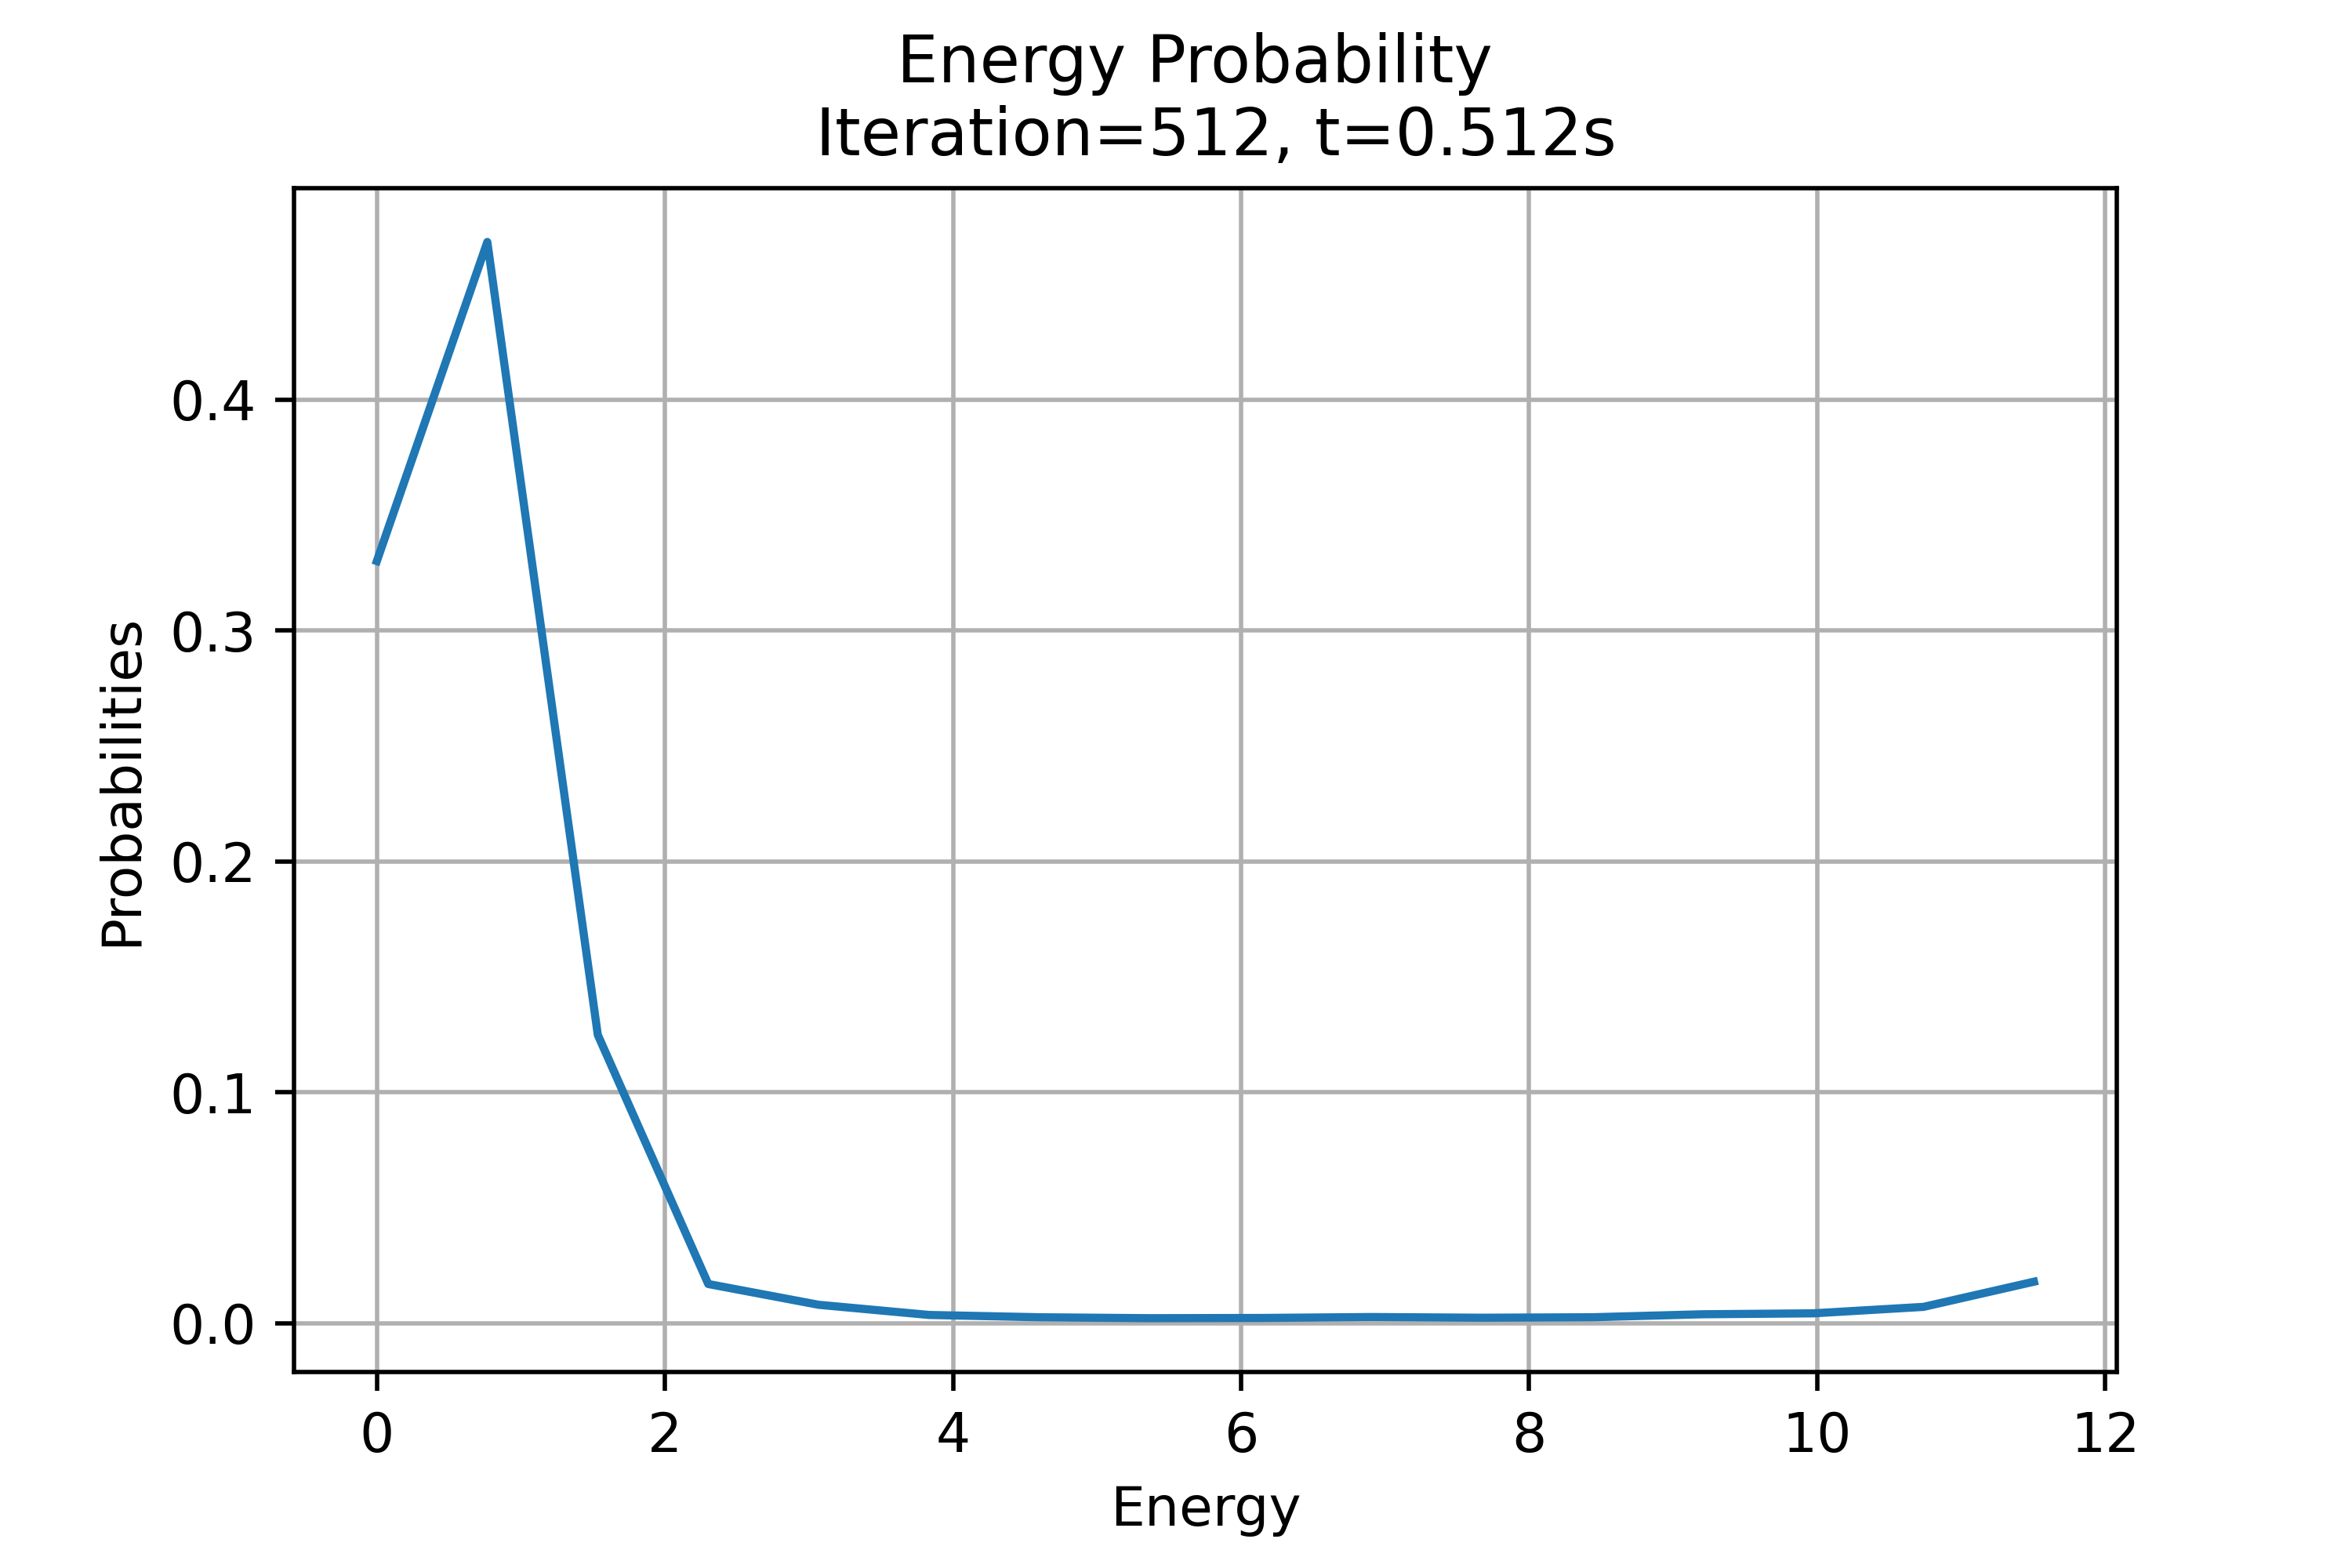 Energy Probability
Iteration=512, t=0.512s
Probabilities
0.4
0.3
0.2
0.1
0.0
0 2 4 6 8 10 12
Energy